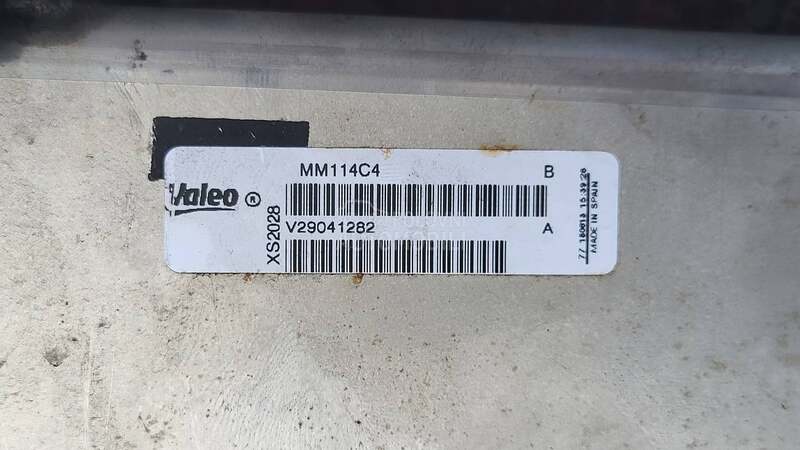 MM114C4 B
Valeo ®
V29041282 A
XS2028
MADE IN SPAIN